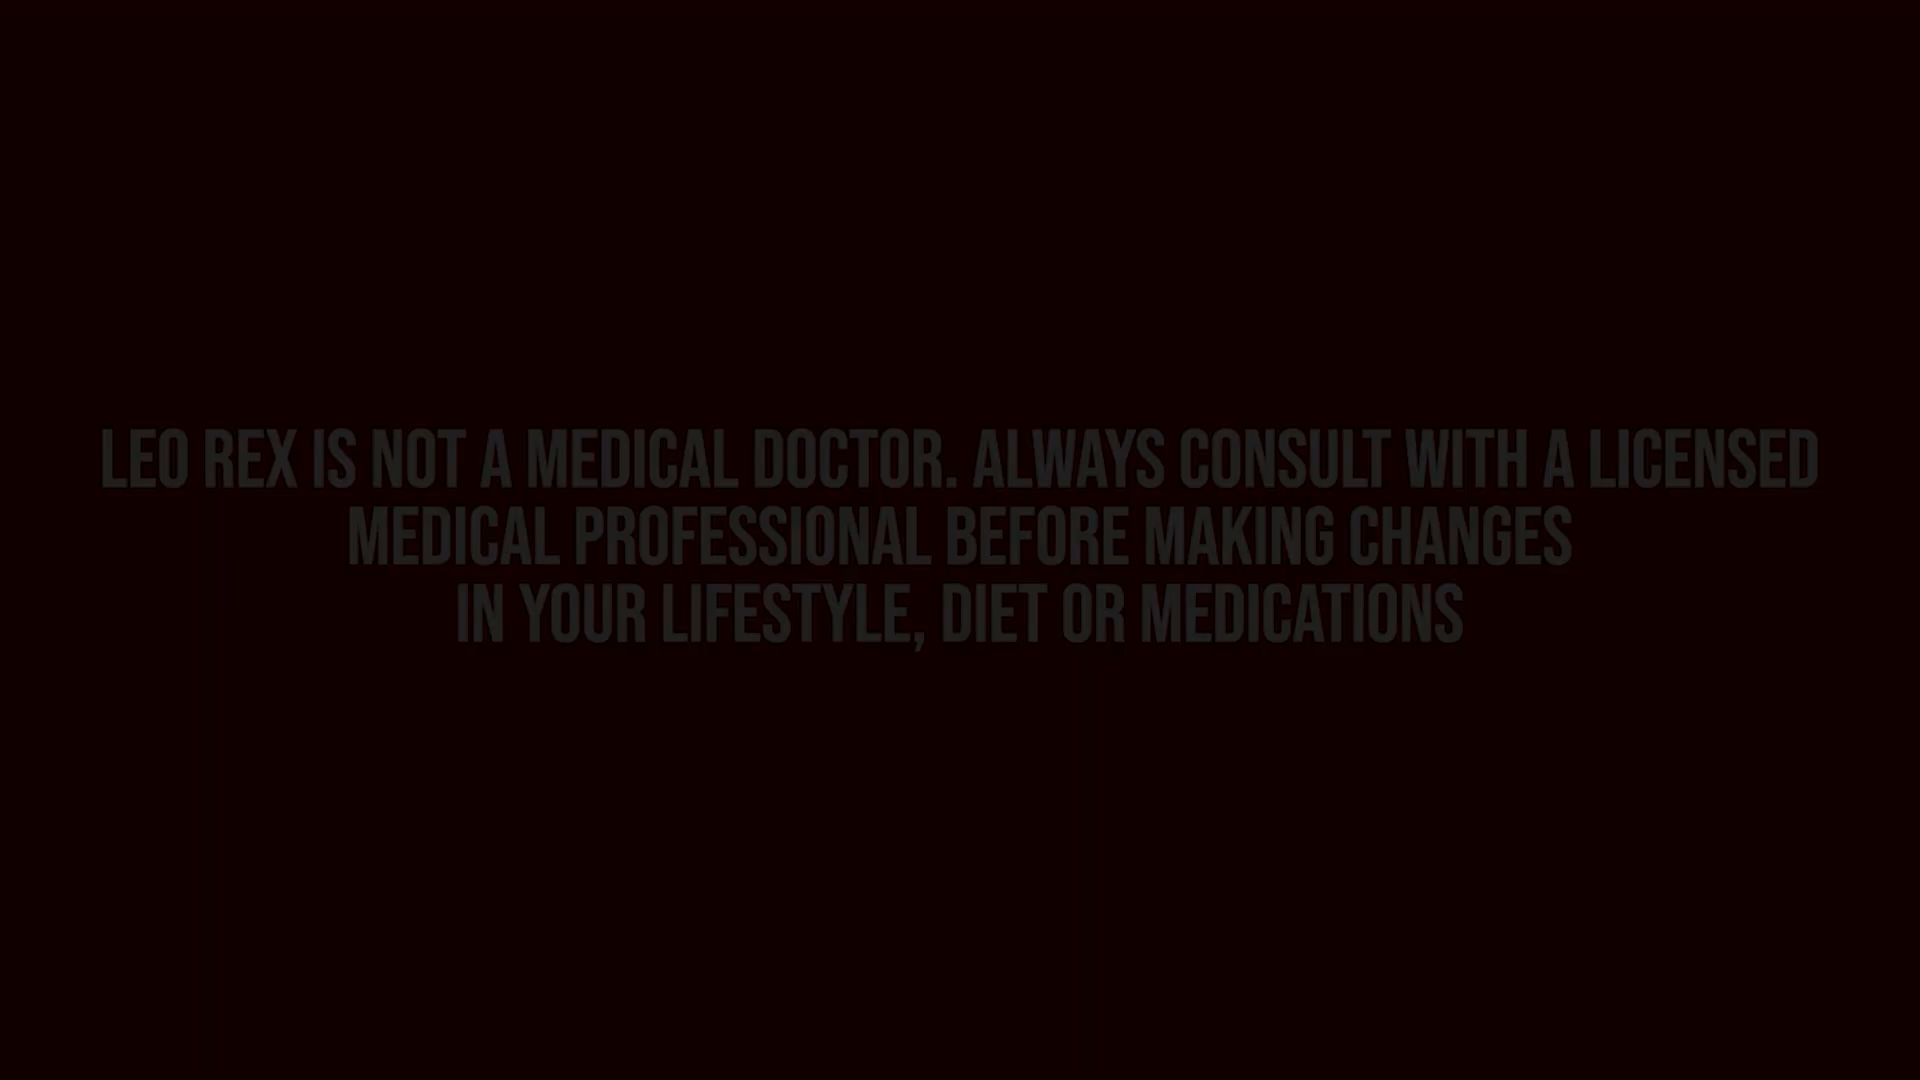 LEO REX IS NOT A MEDICAL DOCTOR. ALWAYS CONSULT WITH A LICENSED
MEDICAL PROFESSIONAL BEFORE MAKING CHANGES
IN YOUR LIFESTYLE, DIET OR MEDICATIONS